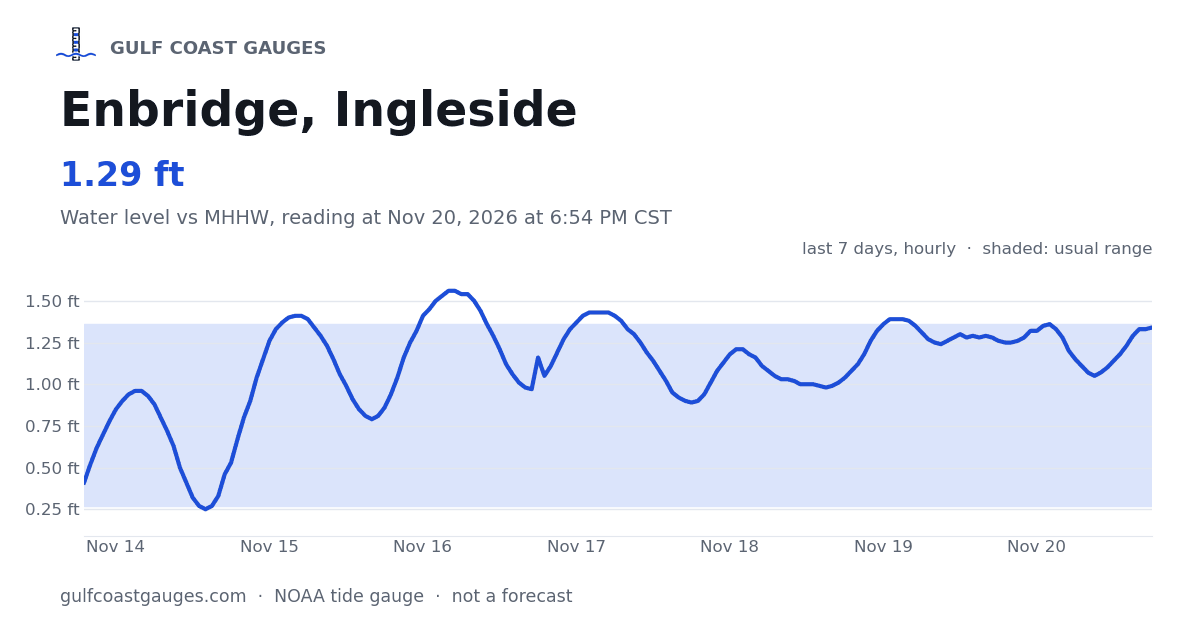 GULF COAST GAUGES
Enbridge, Ingleside
1.29 ft
Water level vs MHHW, reading at Nov 20, 2026 at 6:54 PM CST
last 7 days, hourly · shaded: usual range
1.50 ft
1.25 ft
1.00 ft
0.75 ft
0.50 ft
0.25 ft
Nov 14 Nov 15 Nov 16 Nov 17 Nov 18 Nov 19 Nov 20
gulfcoastgauges.com · NOAA tide gauge · not a forecast